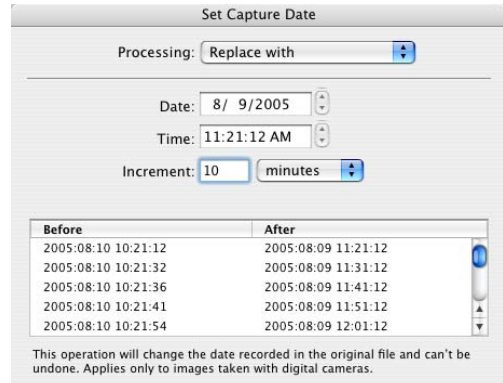 Set Capture Date
Processing: Replace with
Date: 8/ 9/2005
Time: 11:21:12 AM
Increment: 10 minutes
Before After
2005:08:10 10:21:12 2005:08:09 11:21:12
2005:08:10 10:21:32 2005:08:09 11:31:12
2005:08:10 10:21:36 2005:08:09 11:41:12
2005:08:10 10:21:41 2005:08:09 11:51:12
2005:08:10 10:21:54 2005:08:09 12:01:12
This operation will change the date recorded in the original file and can't be
undone. Applies only to images taken with digital cameras.